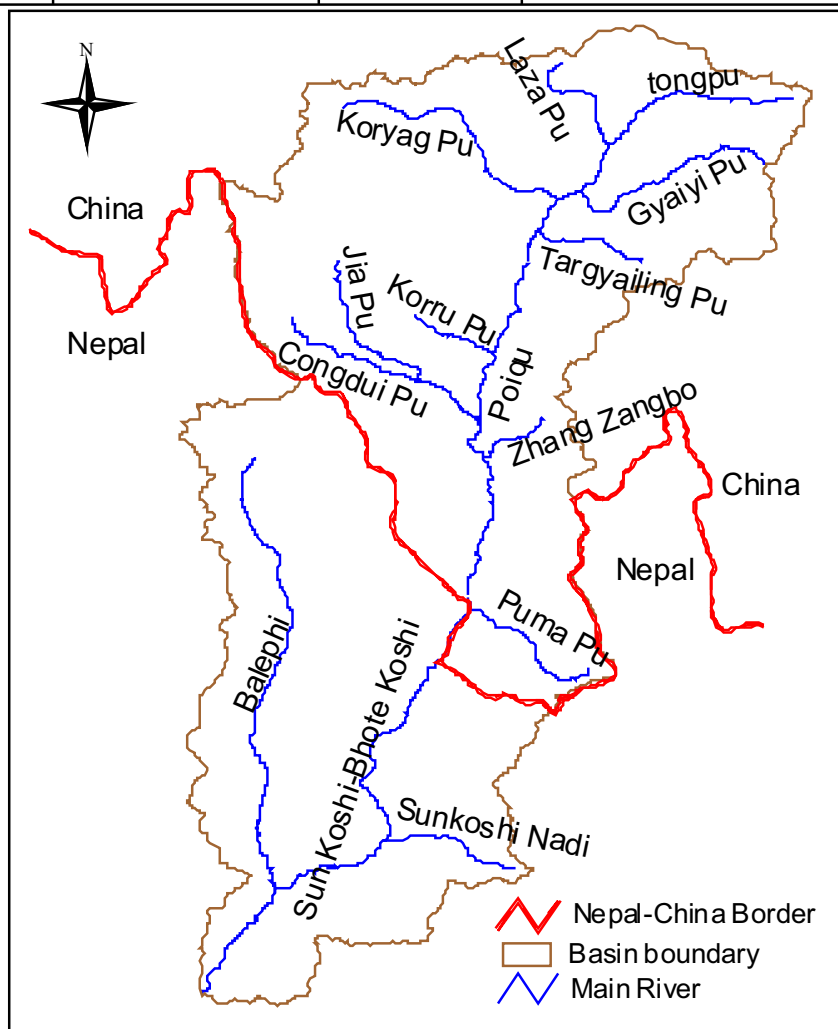 N
Laza Pu
tongpu
Koryag Pu
Gyaiyi Pu
China
Targyailing Pu
Jia Pu
Korru Pu
Nepal
Congdui Pu
Poiqu
Zhang Zangbo
China
Nepal
Puma Pu
Balephi
Sun Koshi-Bhote Koshi
Sunkoshi Nadi
Nepal-China Border
Basin boundary
Main River